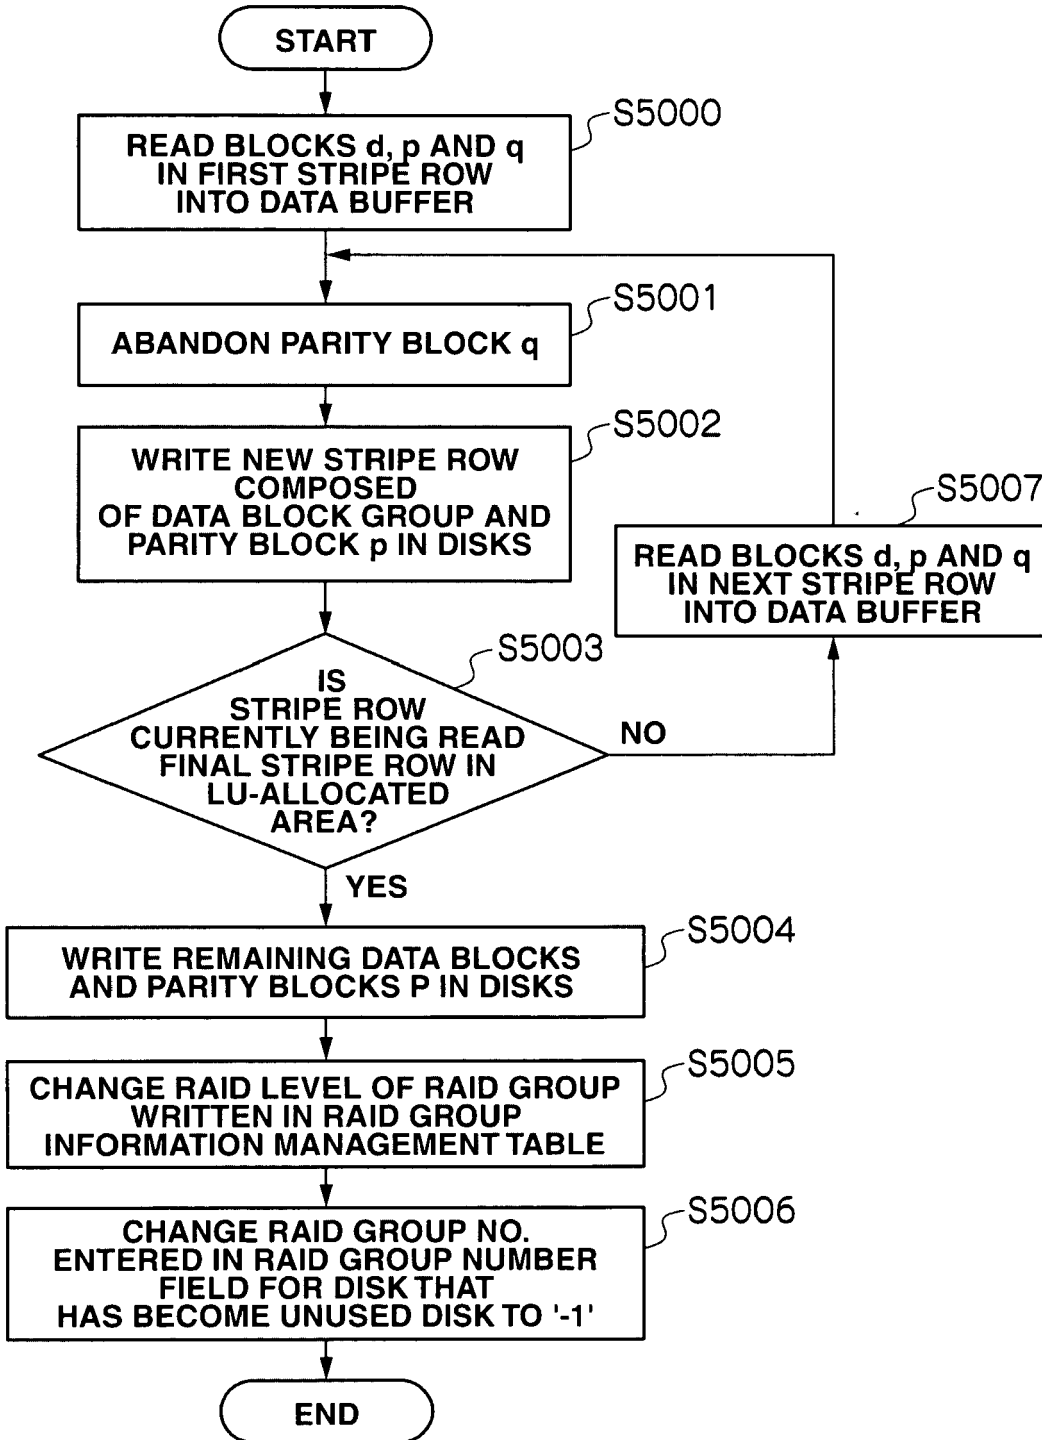 START
S5000
READ BLOCKS d, p AND q
IN FIRST STRIPE ROW
INTO DATA BUFFER
S5001
ABANDON PARITY BLOCK q
S5002
WRITE NEW STRIPE ROW
COMPOSED
OF DATA BLOCK GROUP AND
PARITY BLOCK p IN DISKS
S5007
READ BLOCKS d, p AND q
IN NEXT STRIPE ROW
INTO DATA BUFFER
S5003
IS
STRIPE ROW
CURRENTLY BEING READ
FINAL STRIPE ROW IN
LU-ALLOCATED
AREA?
NO
YES
S5004
WRITE REMAINING DATA BLOCKS
AND PARITY BLOCKS P IN DISKS
S5005
CHANGE RAID LEVEL OF RAID GROUP
WRITTEN IN RAID GROUP
INFORMATION MANAGEMENT TABLE
S5006
CHANGE RAID GROUP NO.
ENTERED IN RAID GROUP NUMBER
FIELD FOR DISK THAT
HAS BECOME UNUSED DISK TO '-1'
END